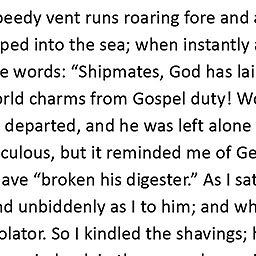 peedy vent runs roaring fore and a
ped into the sea; when instantly a
e words: “Shipmates, God has lai
orld charms from Gospel duty! Wo
departed, and he was left alone
culous, but it reminded me of Ge
ave “broken his digester.” As I sat
nd unbiddenly as I to him; and wh
olator. So I kindled the shavings; h